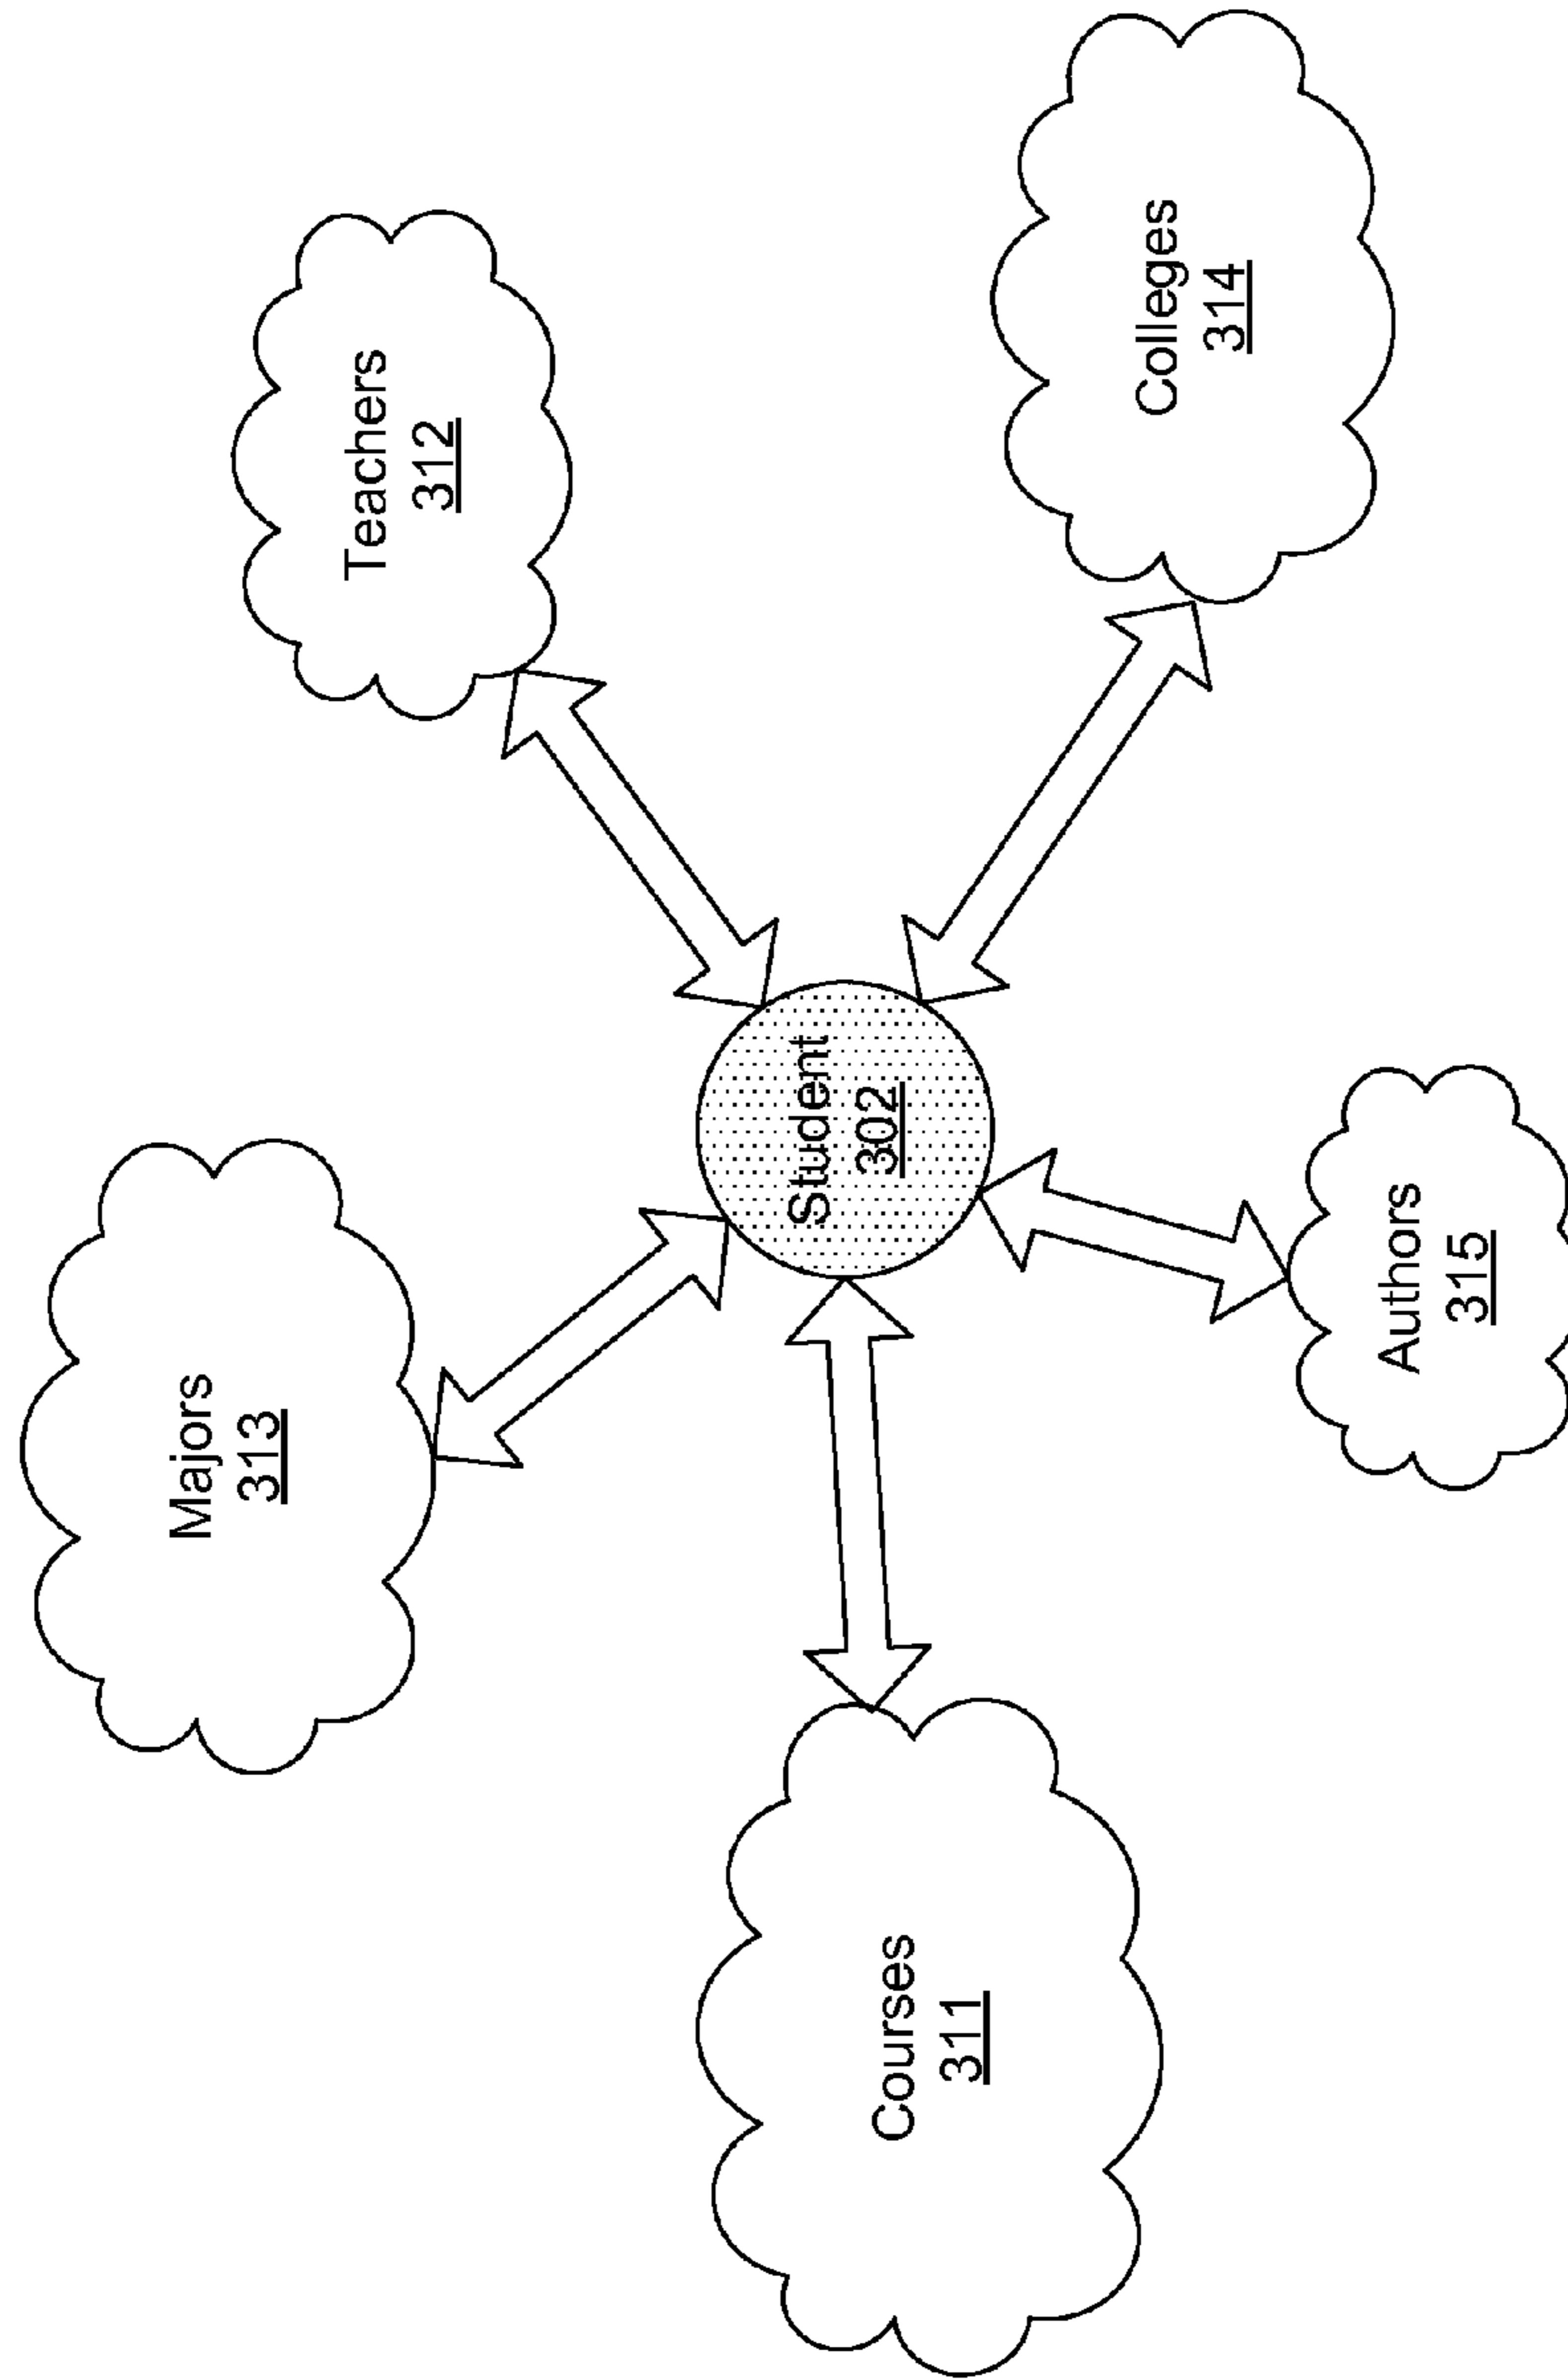 Majors
313
Teachers
312
Student
302
Courses
311
Colleges
314
Authors
315